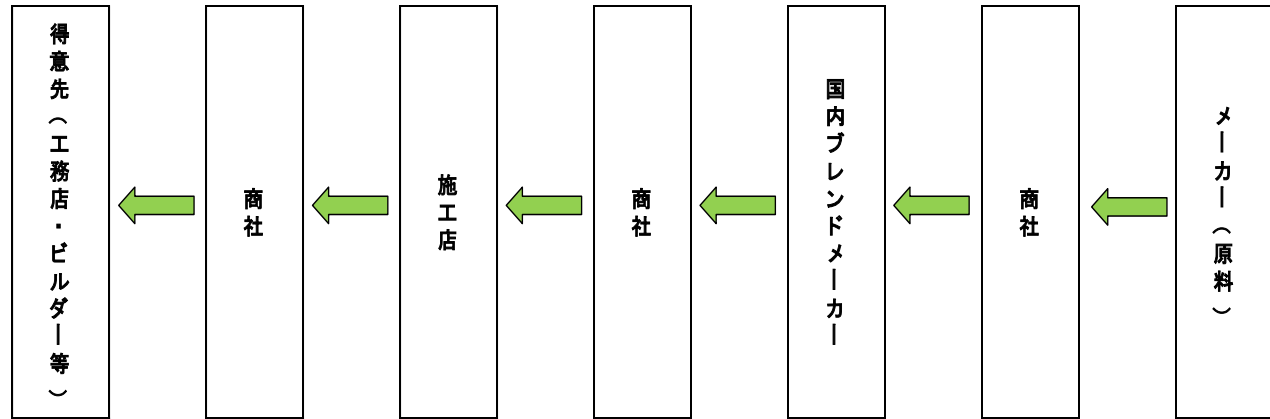 得意先（工務店・ビルダー等）
商社
施工店
商社
国内ブレンドメーカー
商社
メーカー（原料）